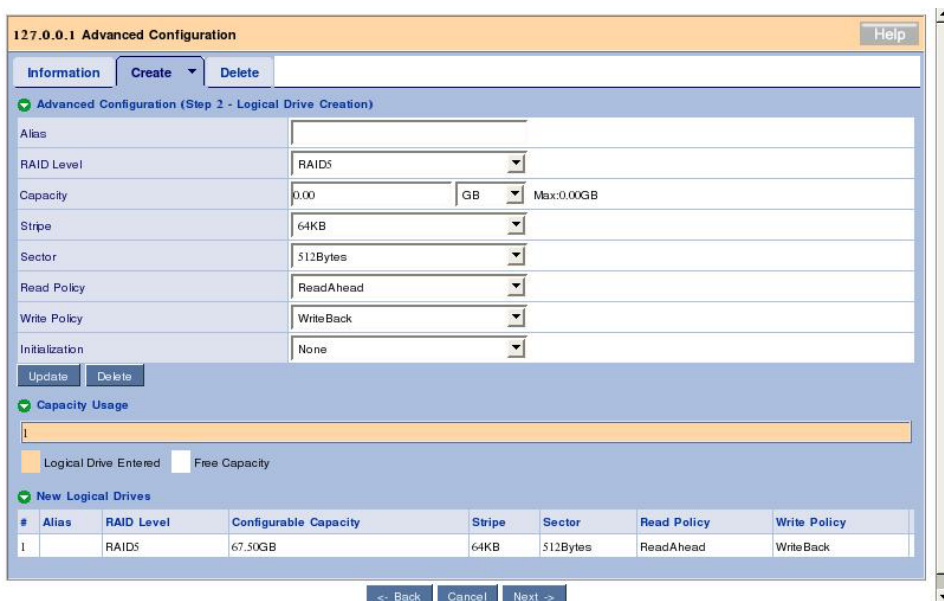 127.0.0.1 Advanced Configuration Help
Information Create Delete
Advanced Configuration (Step 2 - Logical Drive Creation)
Alias
RAID Level RAID5
Capacity 0.00 GB Max:0.00GB
Stripe 64KB
Sector 512Bytes
Read Policy ReadAhead
Write Policy WriteBack
Initialization None
Update Delete
Capacity Usage
1
Logical Drive Entered Free Capacity
New Logical Drives
# Alias RAID Level Configurable Capacity Stripe Sector Read Policy Write Policy
1 RAID5 67.50GB 64KB 512Bytes ReadAhead WriteBack
<- Back Cancel Next ->